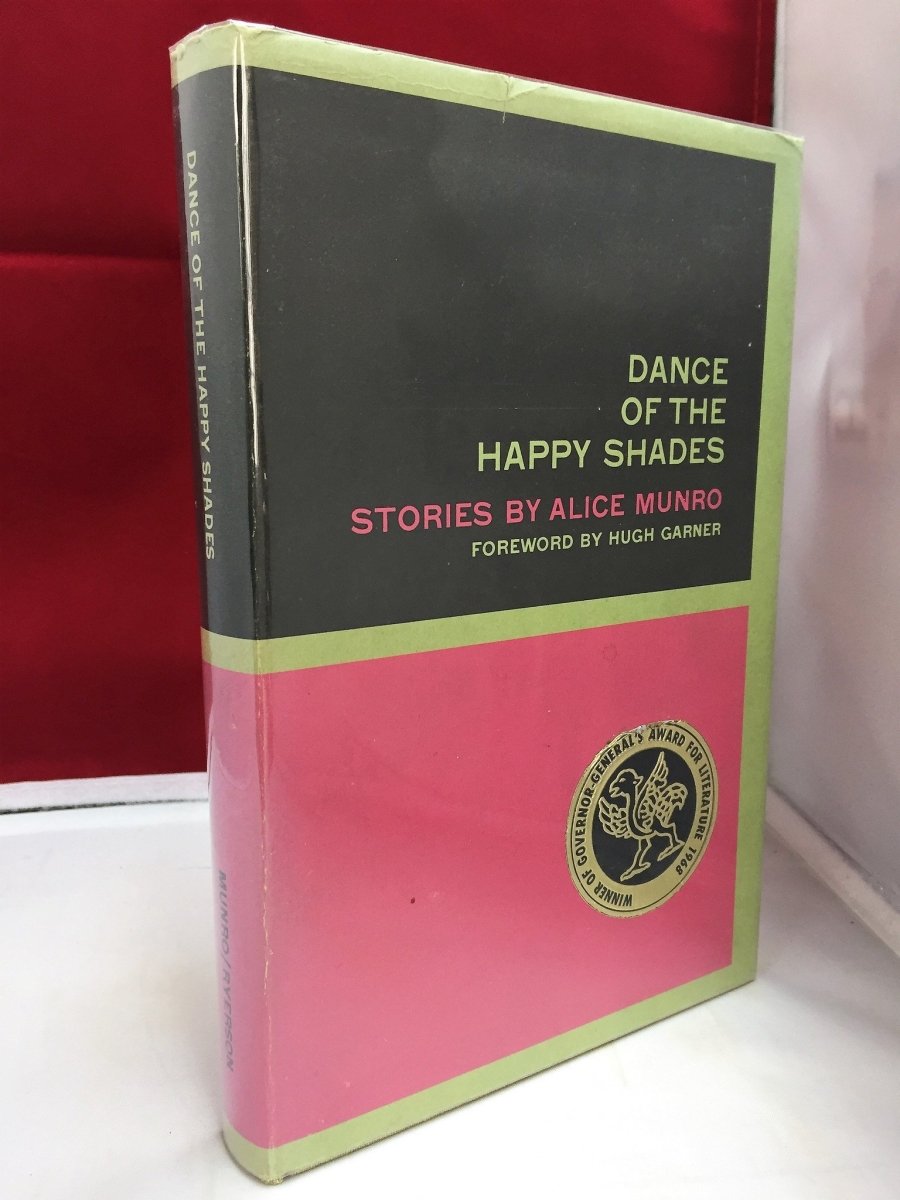 DANCE OF THE HAPPY SHADES
MUNRO/RYERSON
DANCE
OF THE
HAPPY SHADES
STORIES BY ALICE MUNRO
FOREWORD BY HUGH GARNER
WINNER OF GOVERNOR-GENERAL'S AWARD FOR LITERATURE 1968